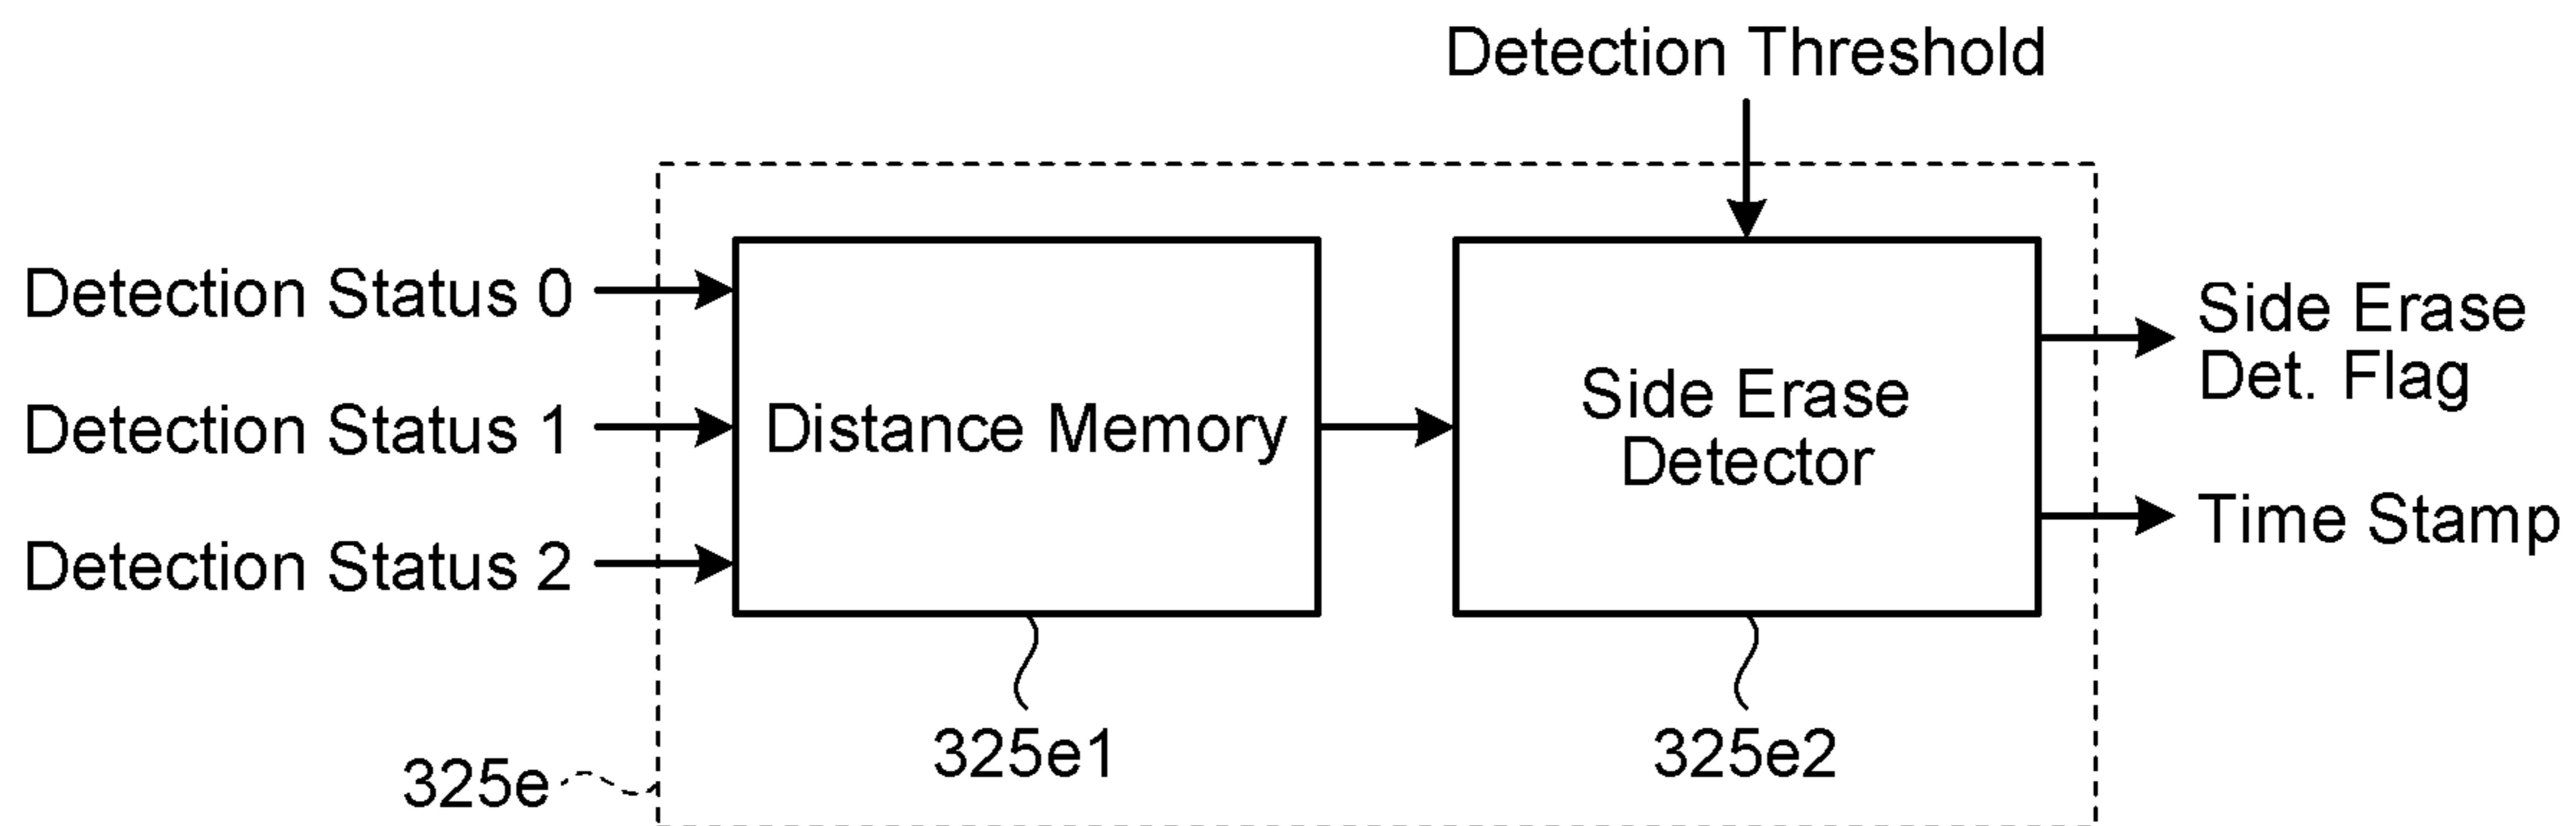 Detection Threshold
Detection Status 0
Detection Status 1
Detection Status 2
Distance Memory
Side Erase
Detector
Side Erase
Det. Flag
Time Stamp
325e1
325e2
325e